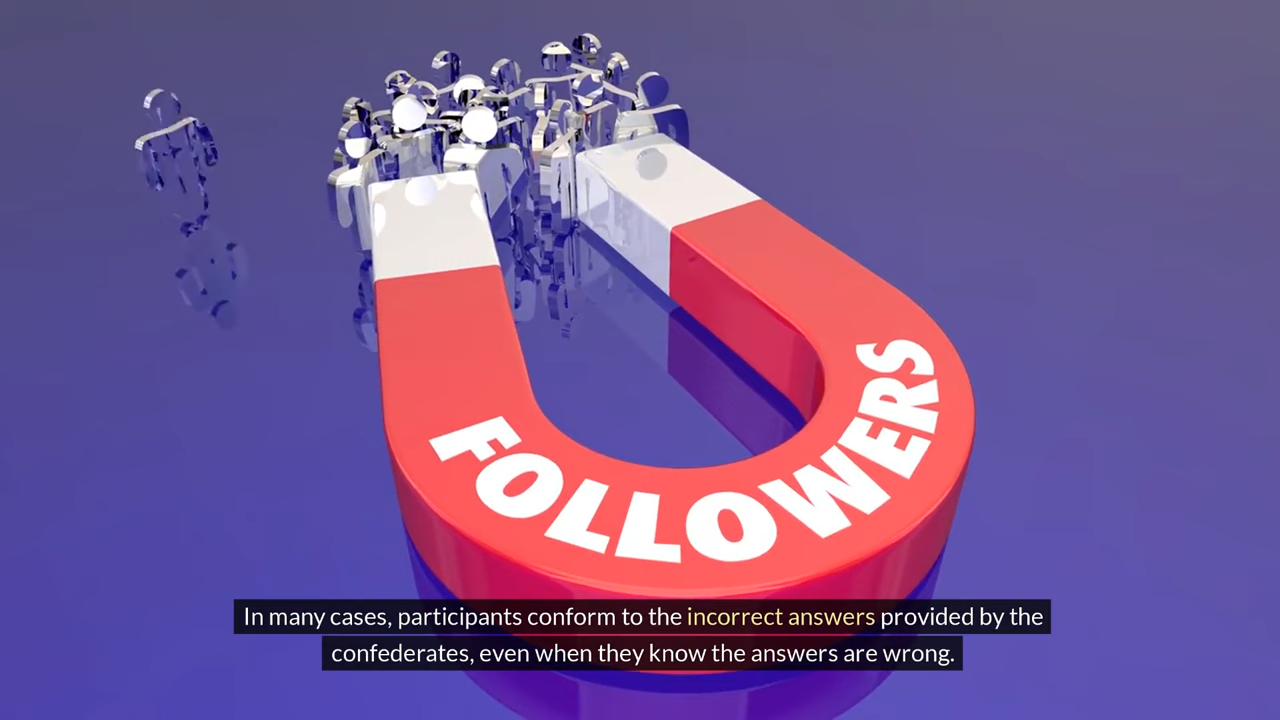 FOLLOWERS
In many cases, participants conform to the incorrect answers provided by the
confederates, even when they know the answers are wrong.